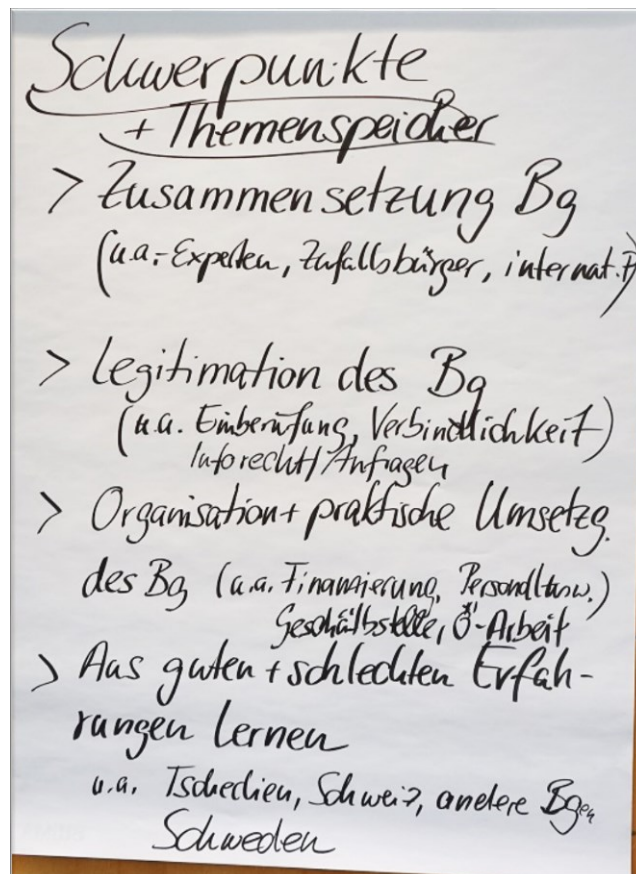 Schwerpunkte
+ Themenspeicher
> Zusammensetzung Bg
(u.a. Experten, Zufallsbürger, internat.
> Legitimation des Bg
(u.a. Einberufung, Verbindlichkeit)
Inforecht/Anfragen
> Organisation + praktische Umsetzg.
des Bg (u.a. Finanzierung, Personal usw.)
Geschäftsstelle, Ö-Arbeit
> Aus guten + schlechten Erfah-
rungen lernen
u.a. Tschechien, Schweiz, andere Bgen
Schweden